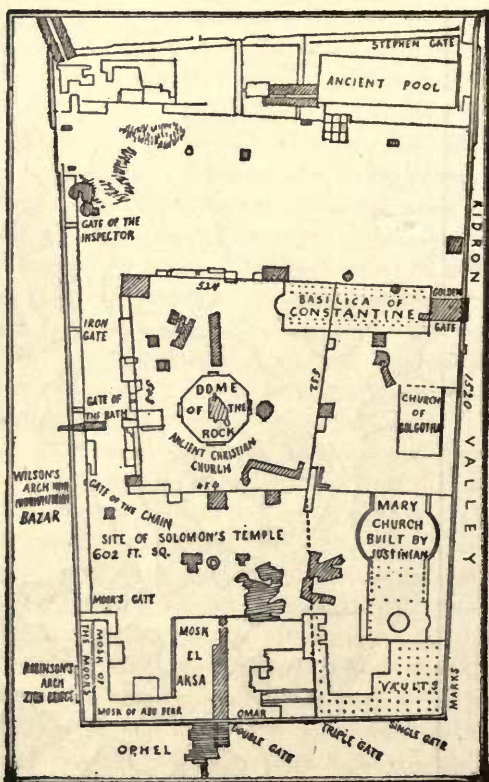 STEPHEN GATE
ANCIENT POOL
KIDRON
VALLEY
GATE OF THE
INSPECTOR
524
BASILICA OF
CONSTANTINE
GOLDEN
GATE
IRON
GATE
532
1520
DOME
OF THE
ROCK
ANCIENT CHRISTIAN
CHURCH
GATE OF
THE BATH
CHURCH
OF
GOLGOTHA
WILSON'S
ARCH
BAZAR
GATE OF THE CHAIN
SITE OF SOLOMON'S TEMPLE
602 FT. SQ.
MARY
CHURCH
BUILT BY
JUSTINIAN
MOOR'S GATE
MOSK OF
THE MOORS
MOSK
EL
AKSA
ROBINSON'S
ARCH
ZION BRIDGE
VAULTS
MARKS
MOSK OF ABU BEKR
OMAR
OPHEL
DOUBLE GATE
TRIPLE GATE
SINGLE GATE